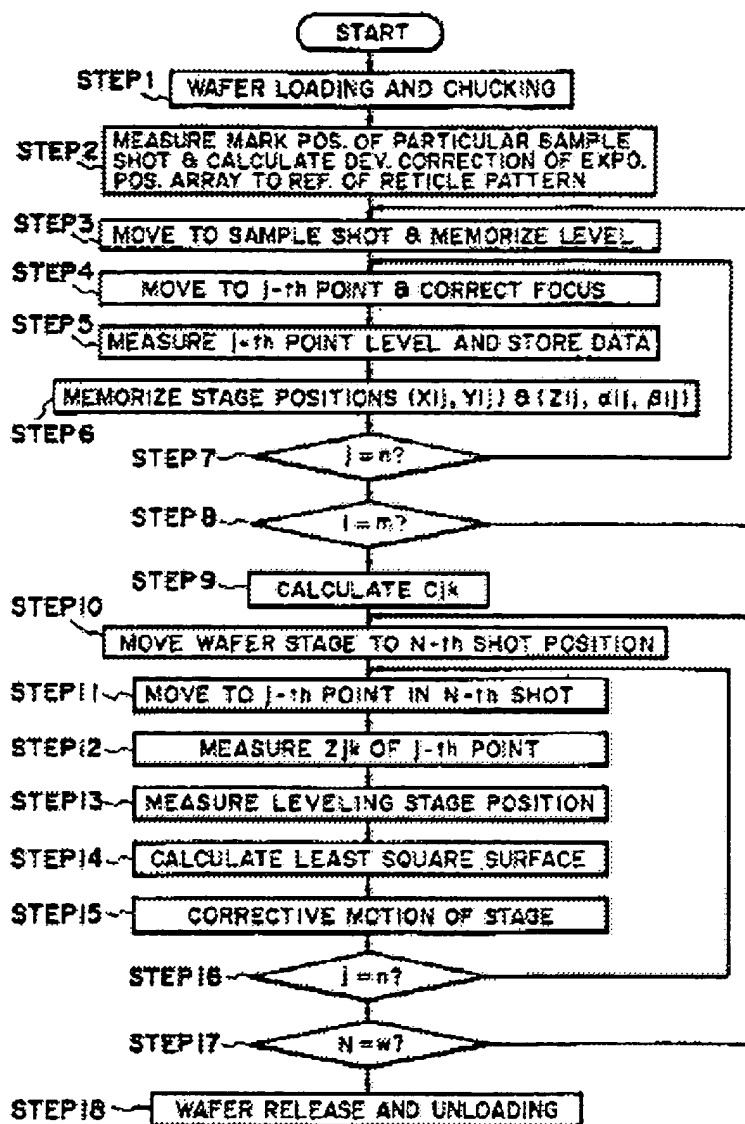 START
STEP1
WAFER LOADING AND CHUCKING
STEP2
MEASURE MARK POS. OF PARTICULAR SAMPLE
SHOT & CALCULATE DEV. CORRECTION OF EXPO.
POS. ARRAY TO REF. OF RETICLE PATTERN
STEP3
MOVE TO SAMPLE SHOT & MEMORIZE LEVEL
STEP4
MOVE TO j-th POINT & CORRECT FOCUS
STEP5
MEASURE j-th POINT LEVEL AND STORE DATA
MEMORIZE STAGE POSITIONS (Xij, Yij) & (Zij, αij, βij)
STEP6
STEP7
j=n?
STEP8
i=m?
STEP9
CALCULATE Cjk
STEP10
MOVE WAFER STAGE TO N-th SHOT POSITION
STEP11
MOVE TO j-th POINT IN N-th SHOT
STEP12
MEASURE Zjk OF j-th POINT
STEP13
MEASURE LEVELING STAGE POSITION
STEP14
CALCULATE LEAST SQUARE SURFACE
STEP15
CORRECTIVE MOTION OF STAGE
STEP16
j=n?
STEP17
N=w?
STEP18
WAFER RELEASE AND UNLOADING